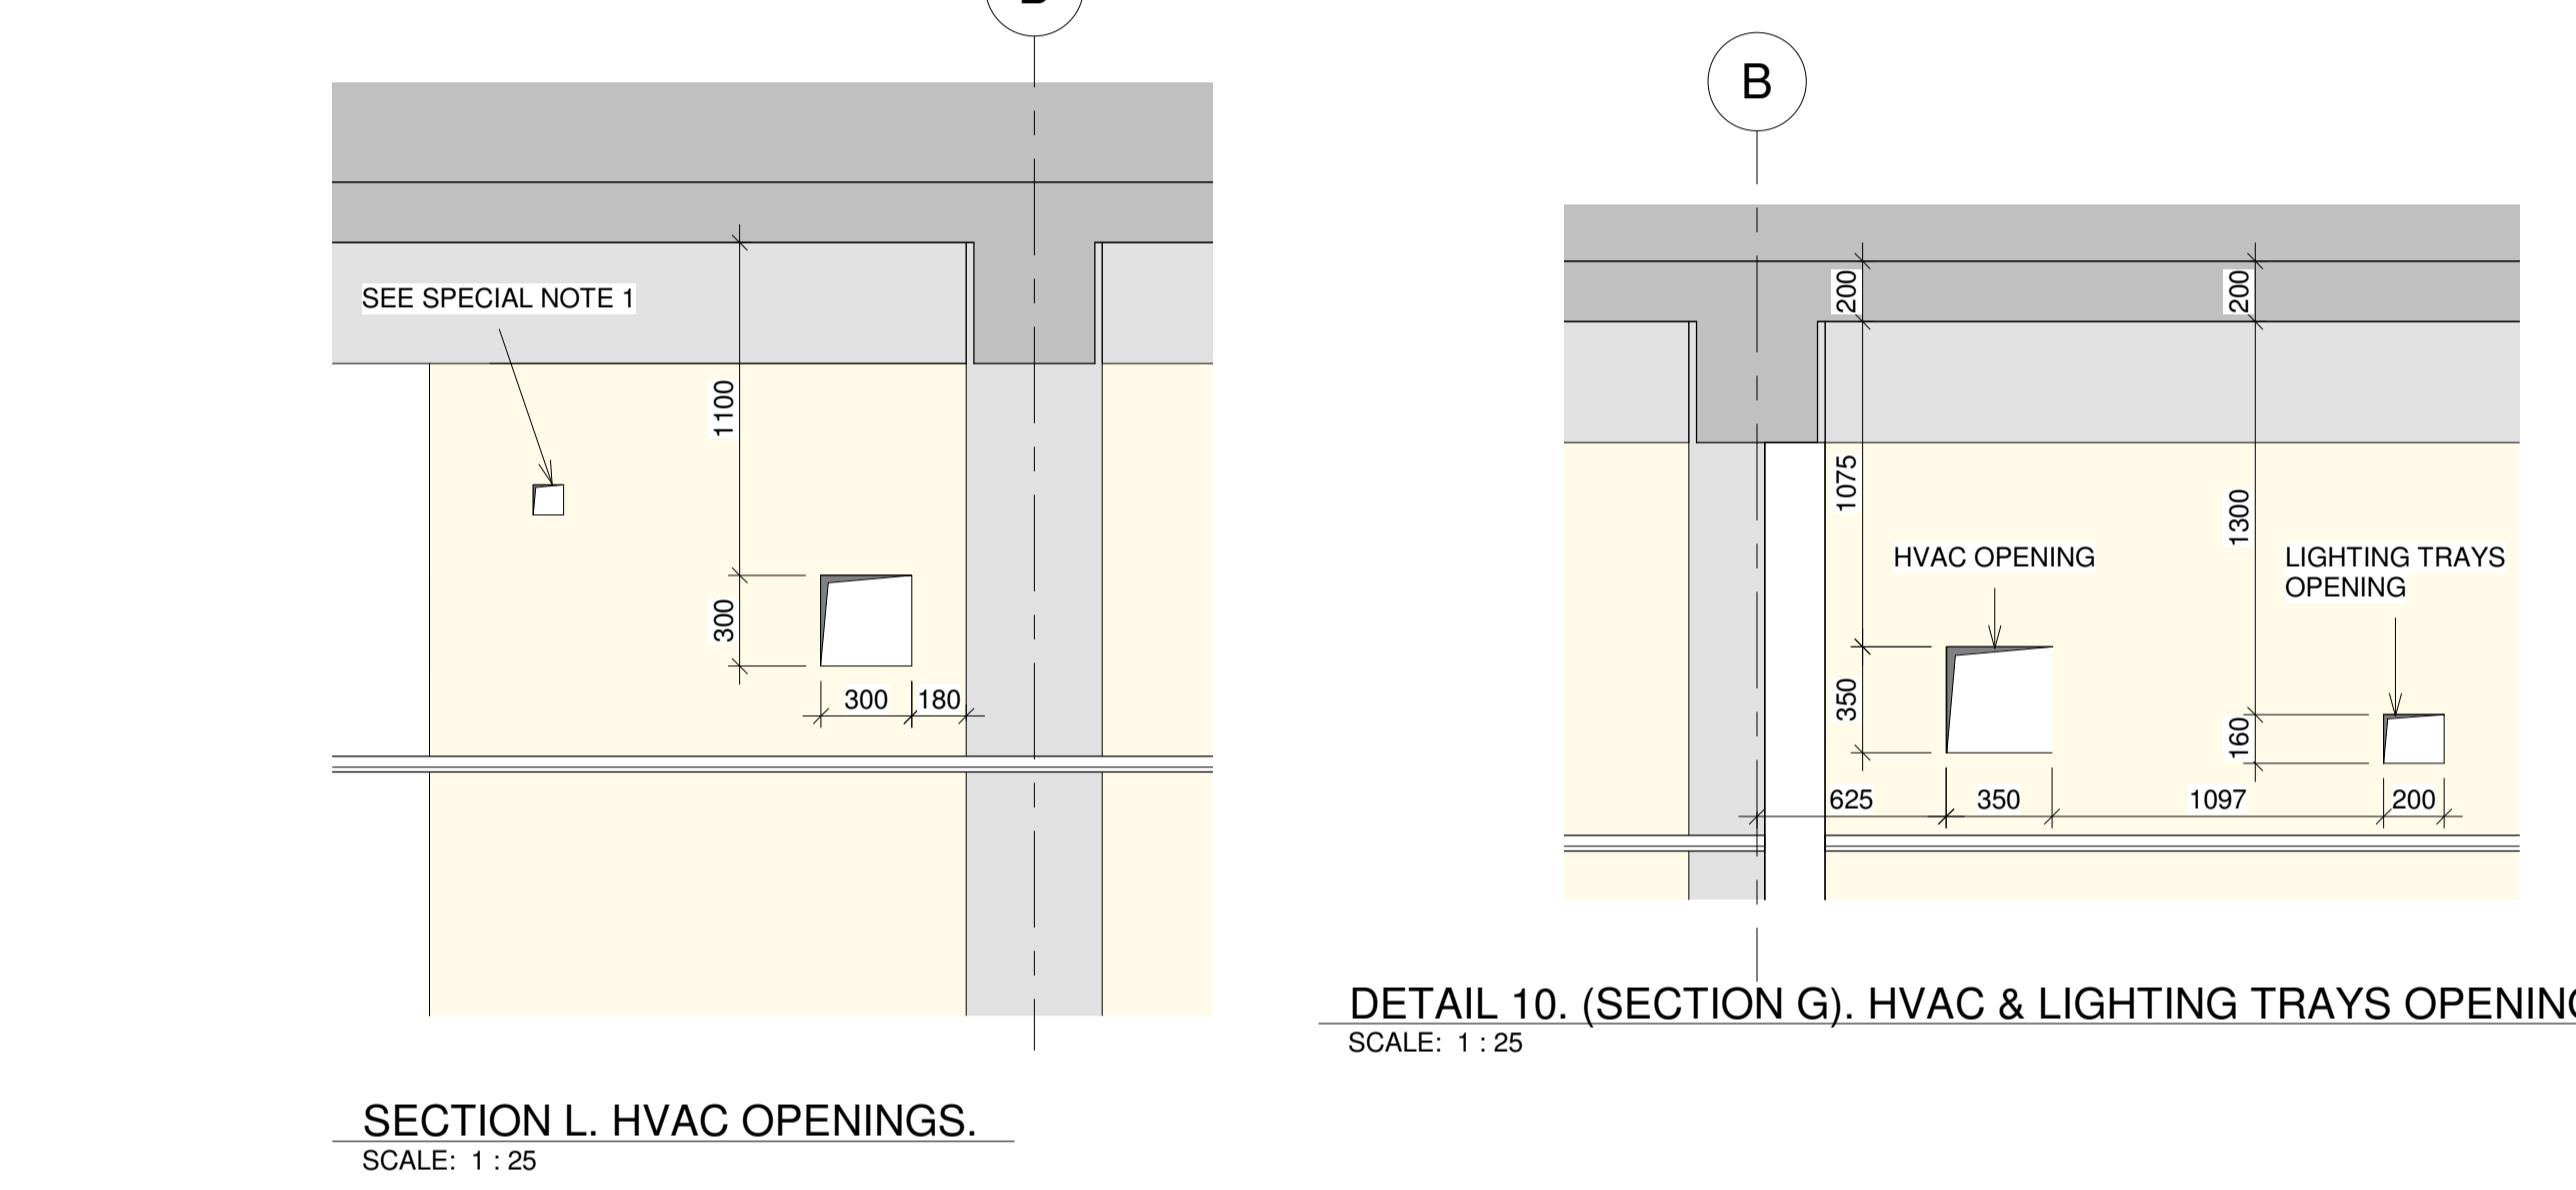 SEE SPECIAL NOTE 1
1100
300
300
180
SECTION L. HVAC OPENINGS.
SCALE: 1 : 25
B
200
200
1075
1300
HVAC OPENING
LIGHTING TRAYS
OPENING
350
160
625
350
1097
200
DETAIL 10. (SECTION G). HVAC & LIGHTING TRAYS OPENIN
SCALE: 1 : 25